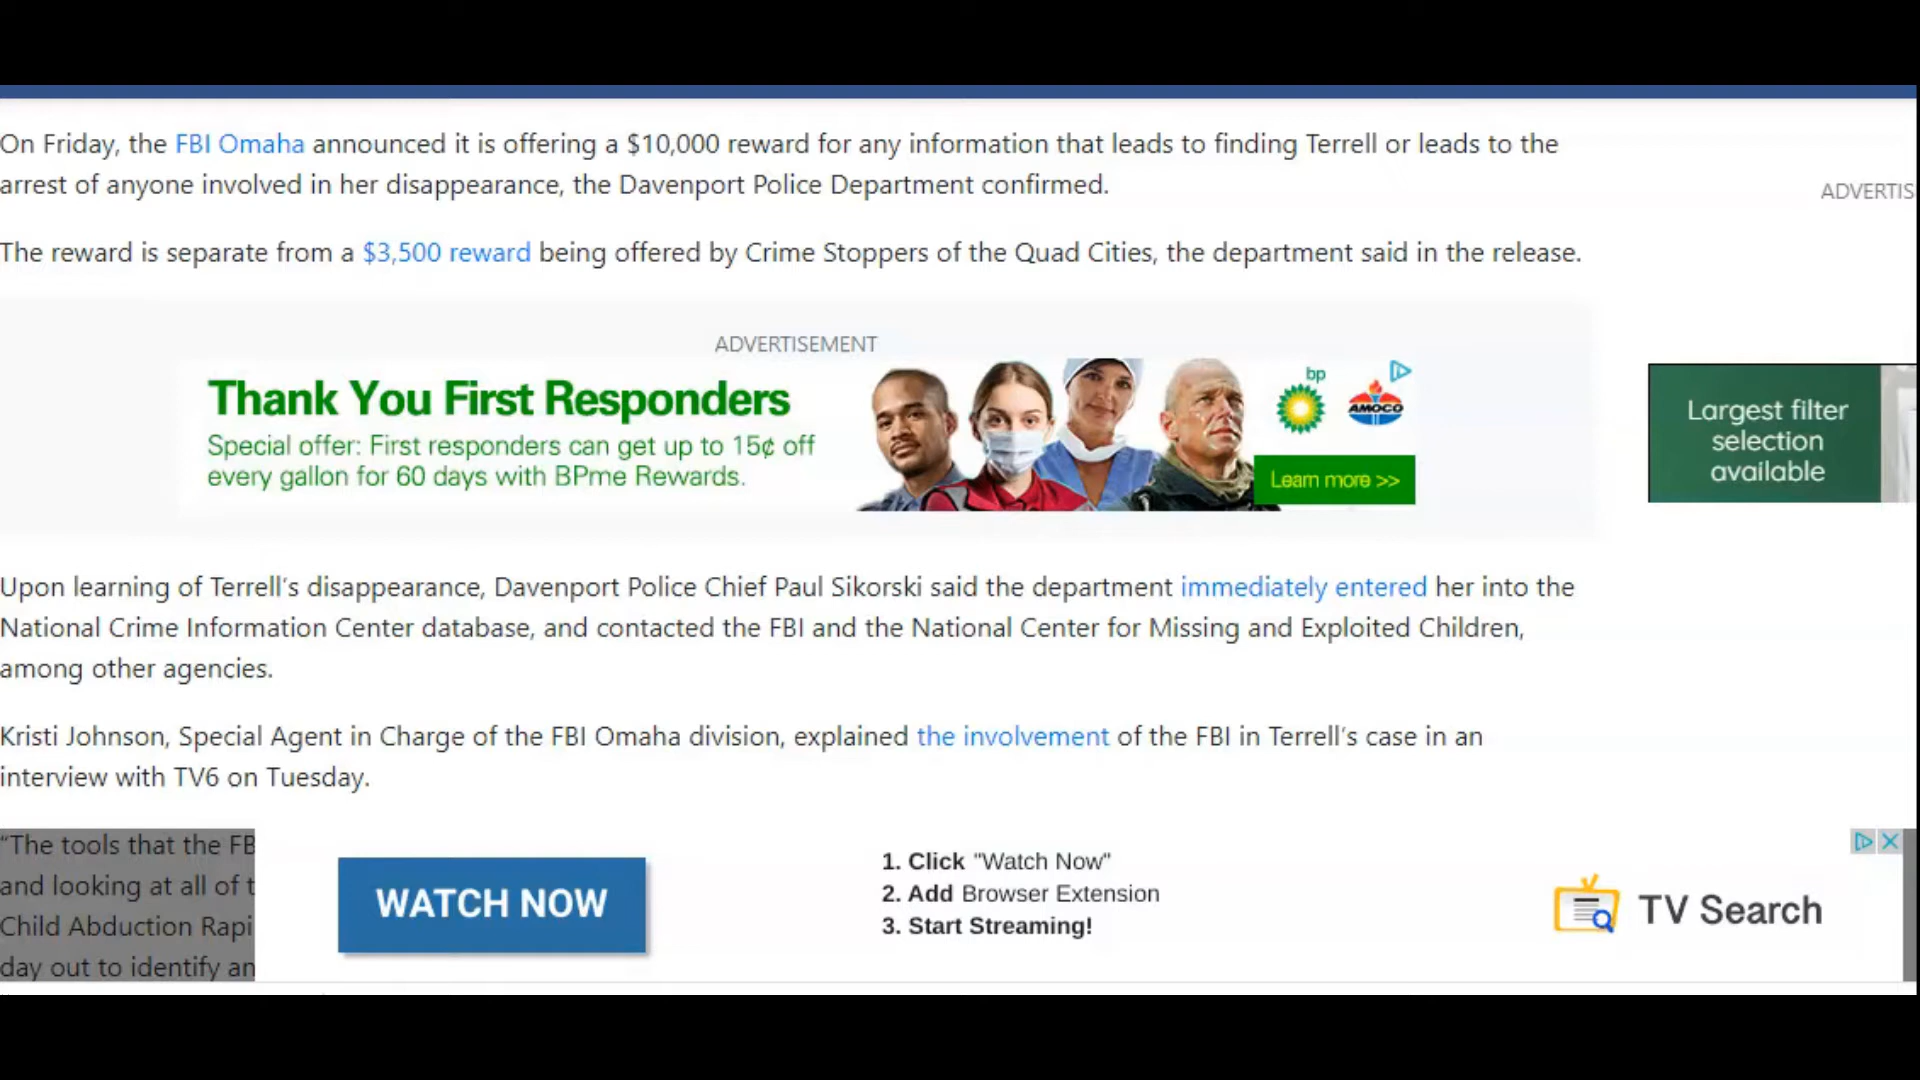 On Friday, the FBI Omaha announced it is offering a $10,000 reward for any information that leads to finding Terrell or leads to the
arrest of anyone involved in her disappearance, the Davenport Police Department confirmed.
ADVERTIS
The reward is separate from a $3,500 reward being offered by Crime Stoppers of the Quad Cities, the department said in the release.
ADVERTISEMENT
Thank You First Responders
Special offer: First responders can get up to 15¢ off
every gallon for 60 days with BPme Rewards.
bp
AMOCO
Learn more >>
Largest filter
selection
available
Upon learning of Terrell's disappearance, Davenport Police Chief Paul Sikorski said the department immediately entered her into the
National Crime Information Center database, and contacted the FBI and the National Center for Missing and Exploited Children,
among other agencies.
Kristi Johnson, Special Agent in Charge of the FBI Omaha division, explained the involvement of the FBI in Terrell's case in an
interview with TV6 on Tuesday.
“The tools that the FB
and looking at all of t
Child Abduction Rapi
day out to identify an
WATCH NOW
1. Click "Watch Now"
2. Add Browser Extension
3. Start Streaming!
TV Search